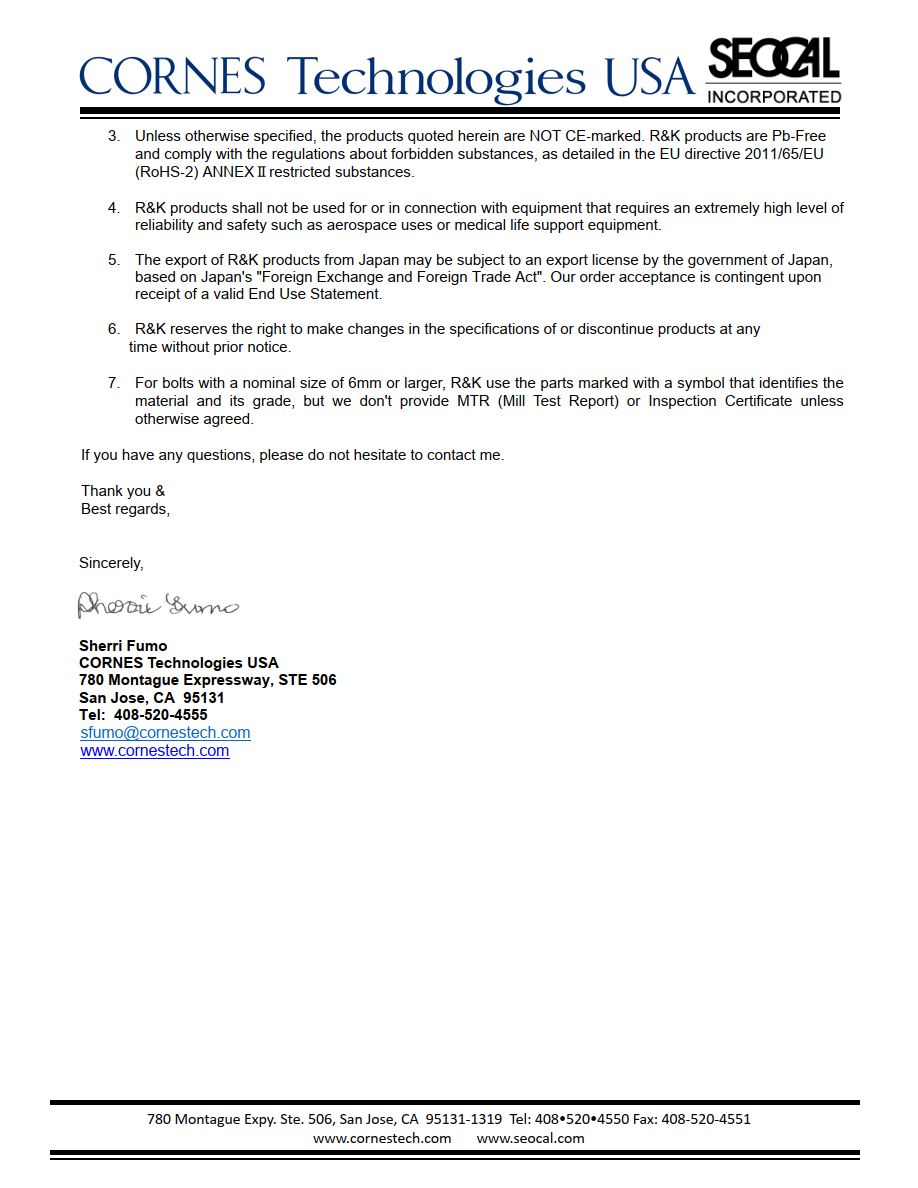 CORNES Technologies USA
SEOCAL
INCORPORATED
3. Unless otherwise specified, the products quoted herein are NOT CE-marked. R&K products are Pb-Free
and comply with the regulations about forbidden substances, as detailed in the EU directive 2011/65/EU
(RoHS-2) ANNEX Ⅱ restricted substances.
4. R&K products shall not be used for or in connection with equipment that requires an extremely high level of
reliability and safety such as aerospace uses or medical life support equipment.
5. The export of R&K products from Japan may be subject to an export license by the government of Japan,
based on Japan's "Foreign Exchange and Foreign Trade Act". Our order acceptance is contingent upon
receipt of a valid End Use Statement.
6. R&K reserves the right to make changes in the specifications of or discontinue products at any
time without prior notice.
7. For bolts with a nominal size of 6mm or larger, R&K use the parts marked with a symbol that identifies the
material and its grade, but we don't provide MTR (Mill Test Report) or Inspection Certificate unless
otherwise agreed.
If you have any questions, please do not hesitate to contact me.
Thank you &
Best regards,
Sincerely,
Sherri Fumo
Sherri Fumo
CORNES Technologies USA
780 Montague Expressway, STE 506
San Jose, CA 95131
Tel: 408-520-4555
sfumo@cornestech.com
www.cornestech.com
780 Montague Expy. Ste. 506, San Jose, CA 95131-1319 Tel: 408•520•4550 Fax: 408-520-4551
www.cornestech.com www.seocal.com